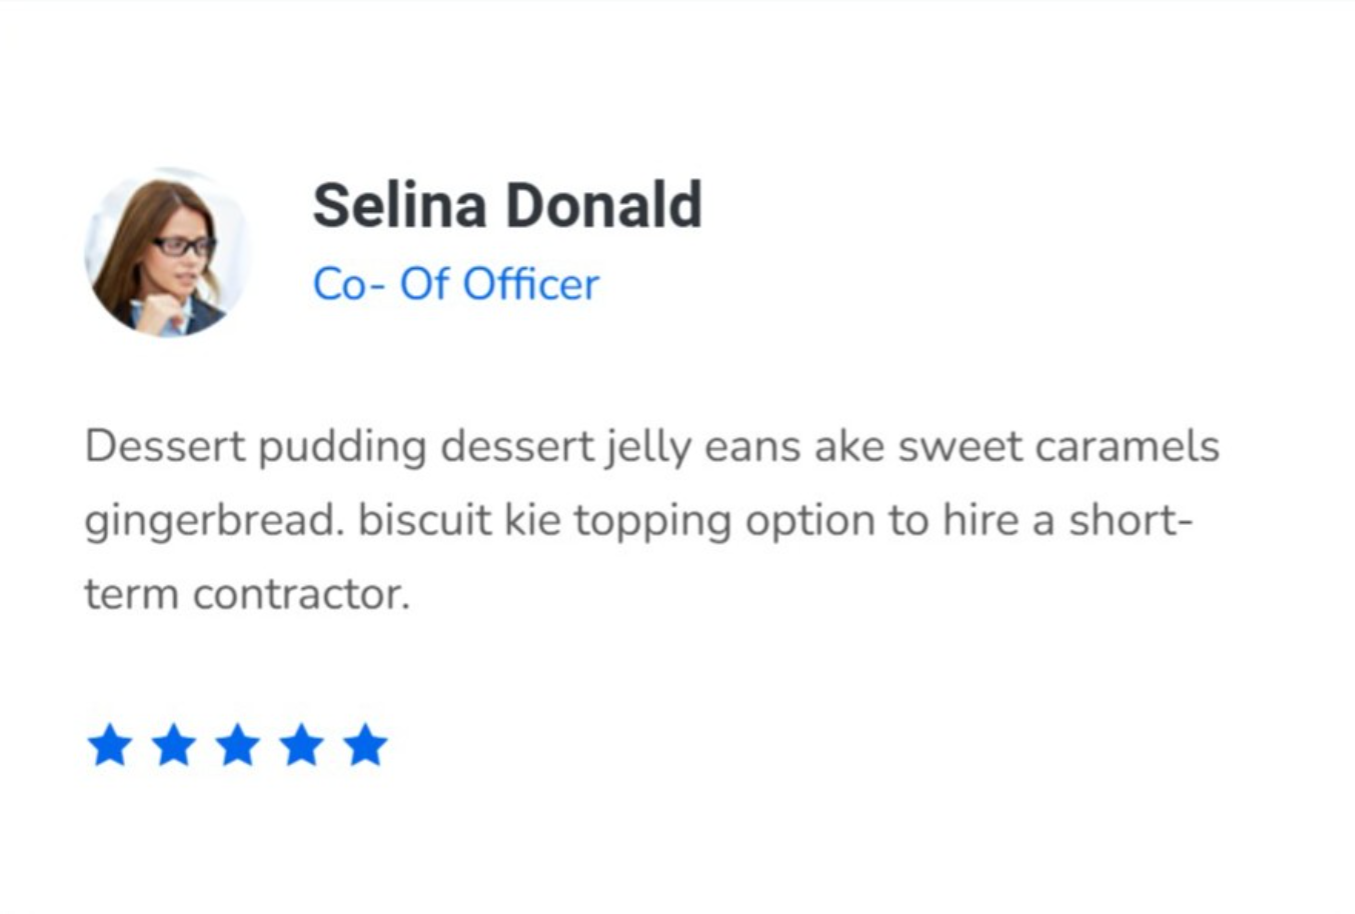 Selina Donald
Co- Of Officer
Dessert pudding dessert jelly eans ake sweet caramels
gingerbread. biscuit kie topping option to hire a short-
term contractor.